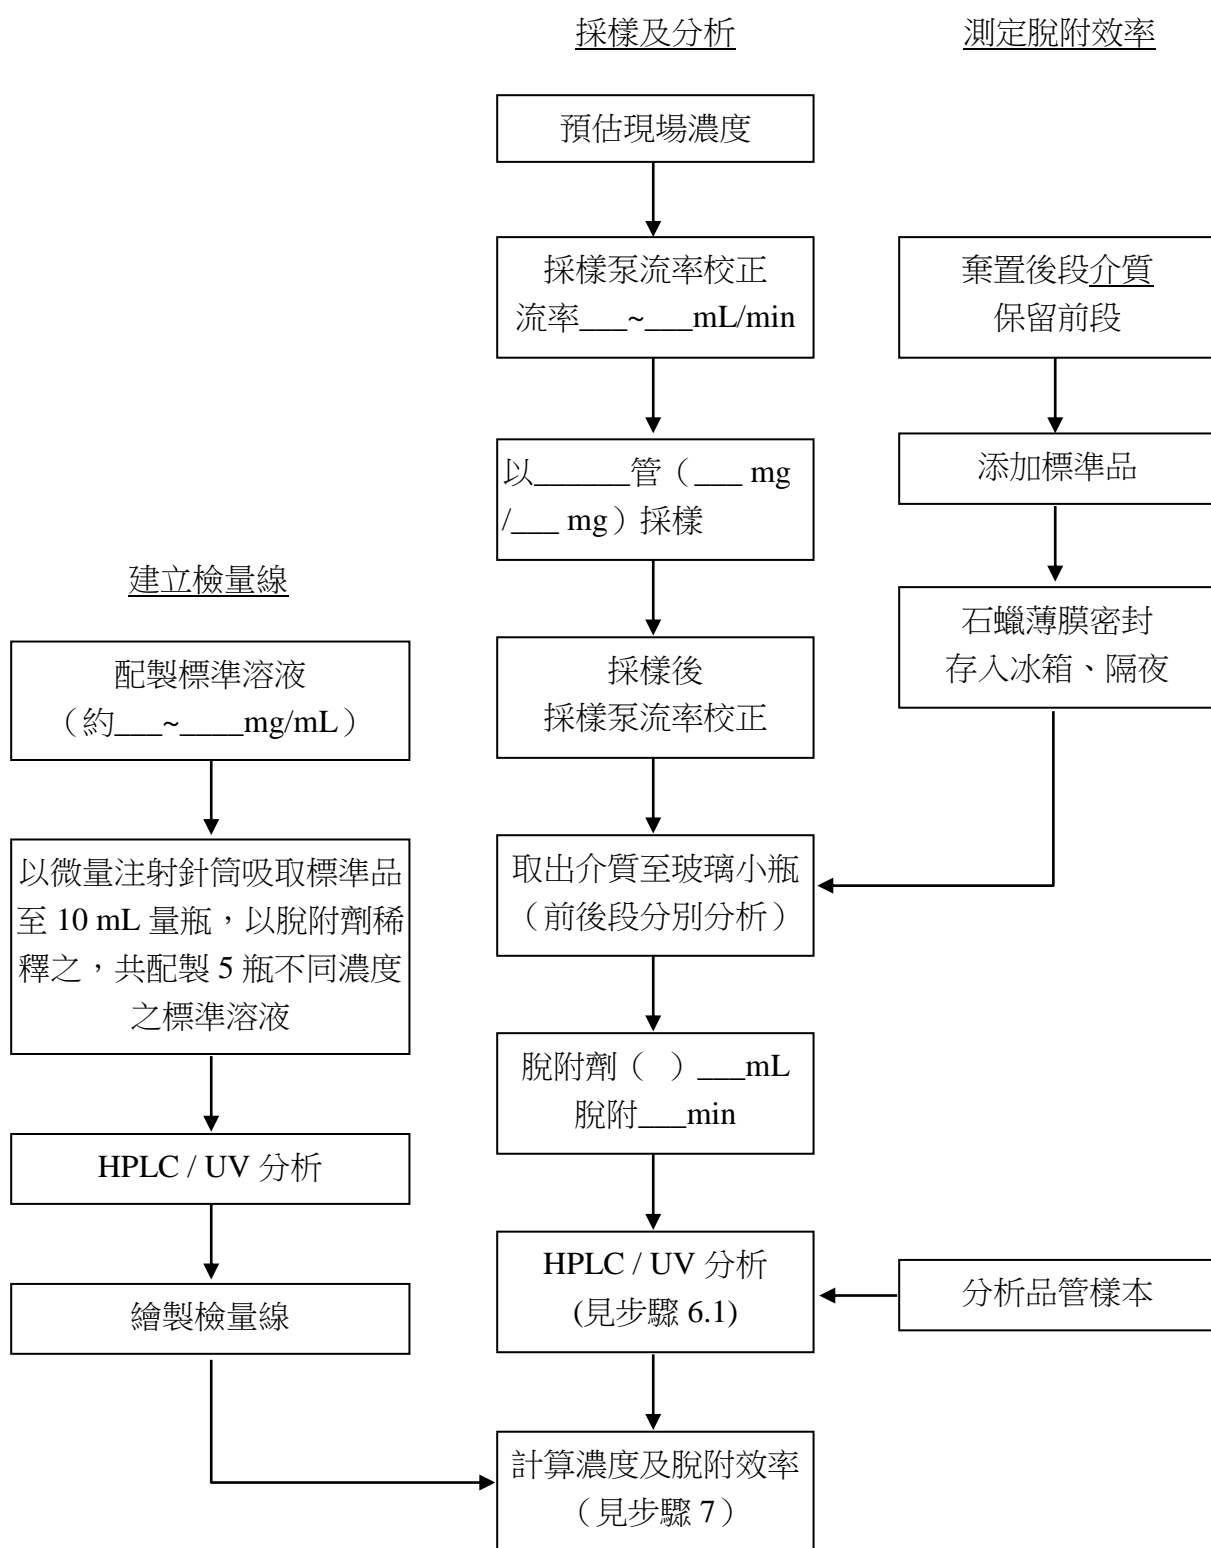 採樣及分析
測定脫附效率
預估現場濃度
採樣泵流率校正
流率___~___mL/min
棄置後段介質
保留前段
以______管（___ mg
/___ mg）採樣
添加標準品
建立檢量線
石蠟薄膜密封
存入冰箱、隔夜
配製標準溶液
（約___~____mg/mL）
採樣後
採樣泵流率校正
以微量注射針筒吸取標準品
至 10 mL 量瓶，以脫附劑稀
釋之，共配製 5 瓶不同濃度
之標準溶液
取出介質至玻璃小瓶
（前後段分別分析）
脫附劑（ ）___mL
脫附___min
HPLC / UV 分析
HPLC / UV 分析
(見步驟 6.1)
分析品管樣本
繪製檢量線
計算濃度及脫附效率
（見步驟 7）